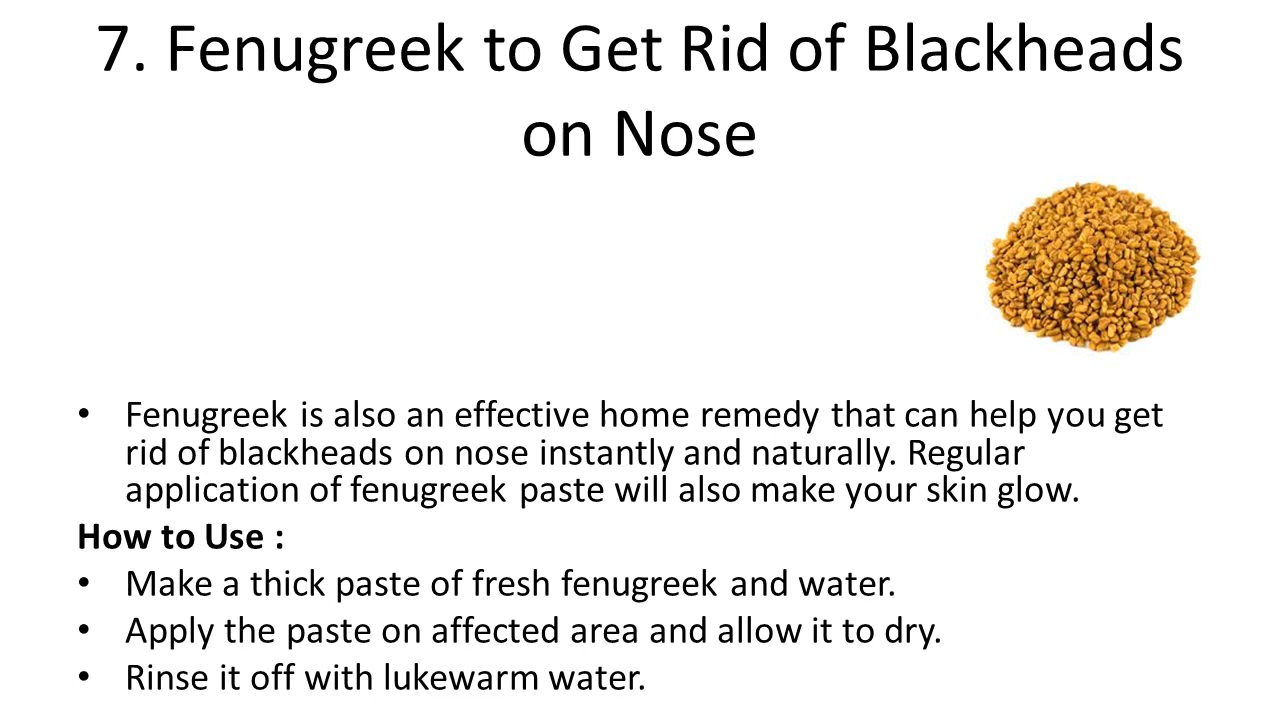 7. Fenugreek to Get Rid of Blackheads
on Nose
• Fenugreek is also an effective home remedy that can help you get
rid of blackheads on nose instantly and naturally. Regular
application of fenugreek paste will also make your skin glow.
How to Use :
• Make a thick paste of fresh fenugreek and water.
• Apply the paste on affected area and allow it to dry.
• Rinse it off with lukewarm water.